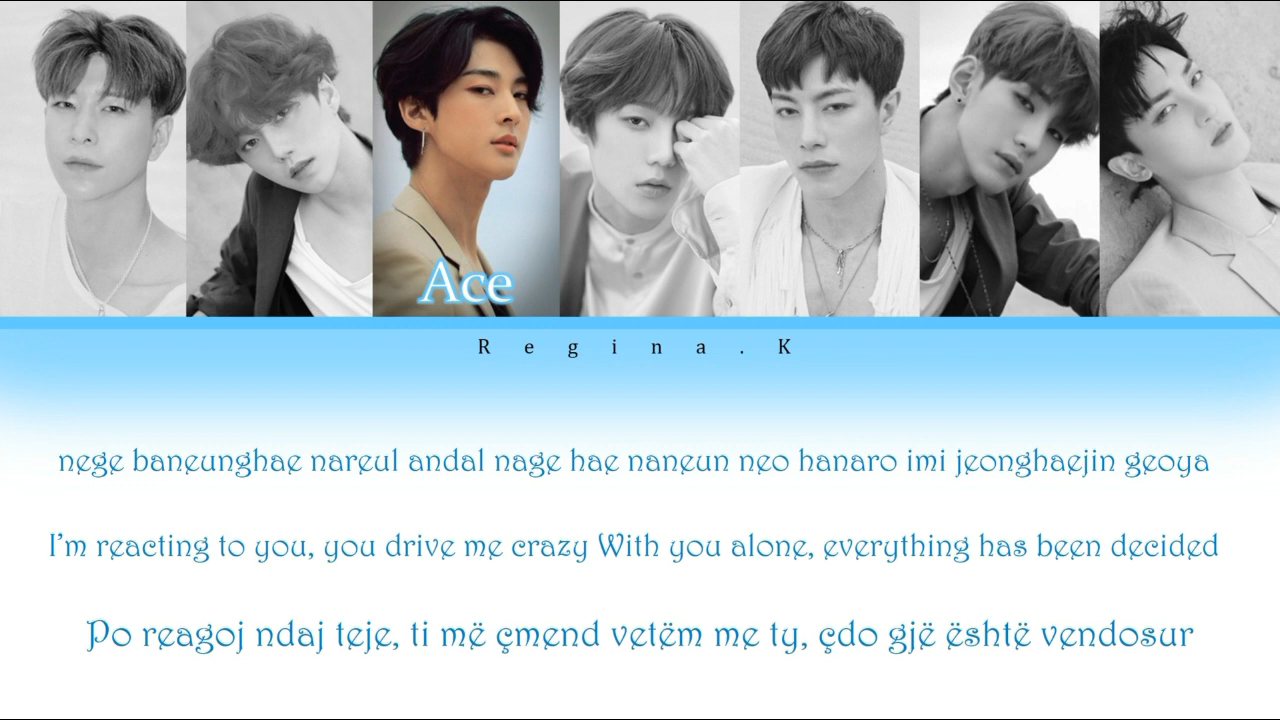 Ace
Regina.K
nege baneunghae nareul andal nage hae naneun neo hanaro imi jeonghaejin geoya
I'm reacting to you, you drive me crazy With you alone, everything has been decided
Po reagoj ndaj teje, ti më çmend vetëm me ty, çdo gjë është vendosur